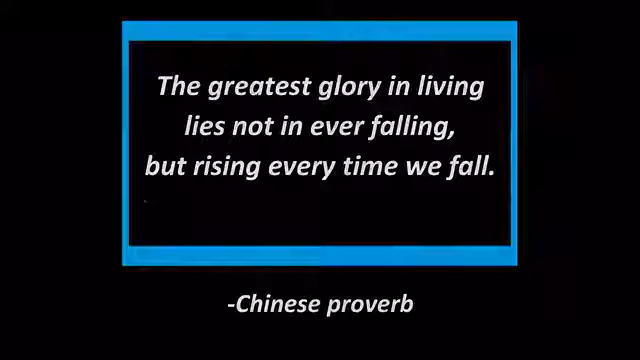 The greatest glory in living
lies not in ever falling,
but rising every time we fall.
-Chinese proverb